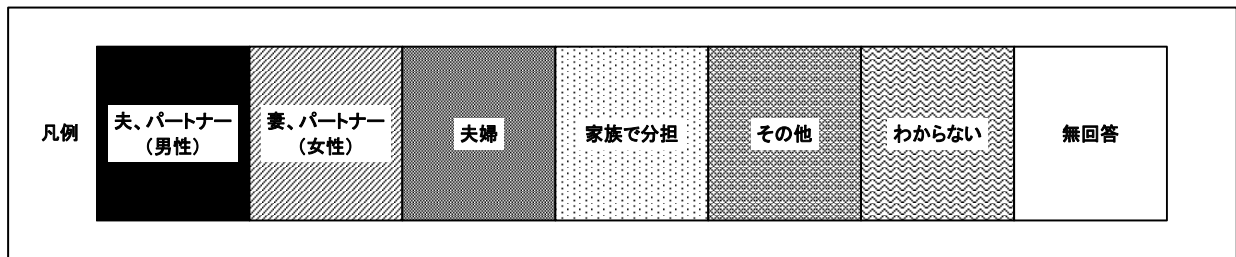 凡例
夫、パートナー
（男性）
妻、パートナー
（女性）
夫婦
家族で分担
その他
わからない
無回答